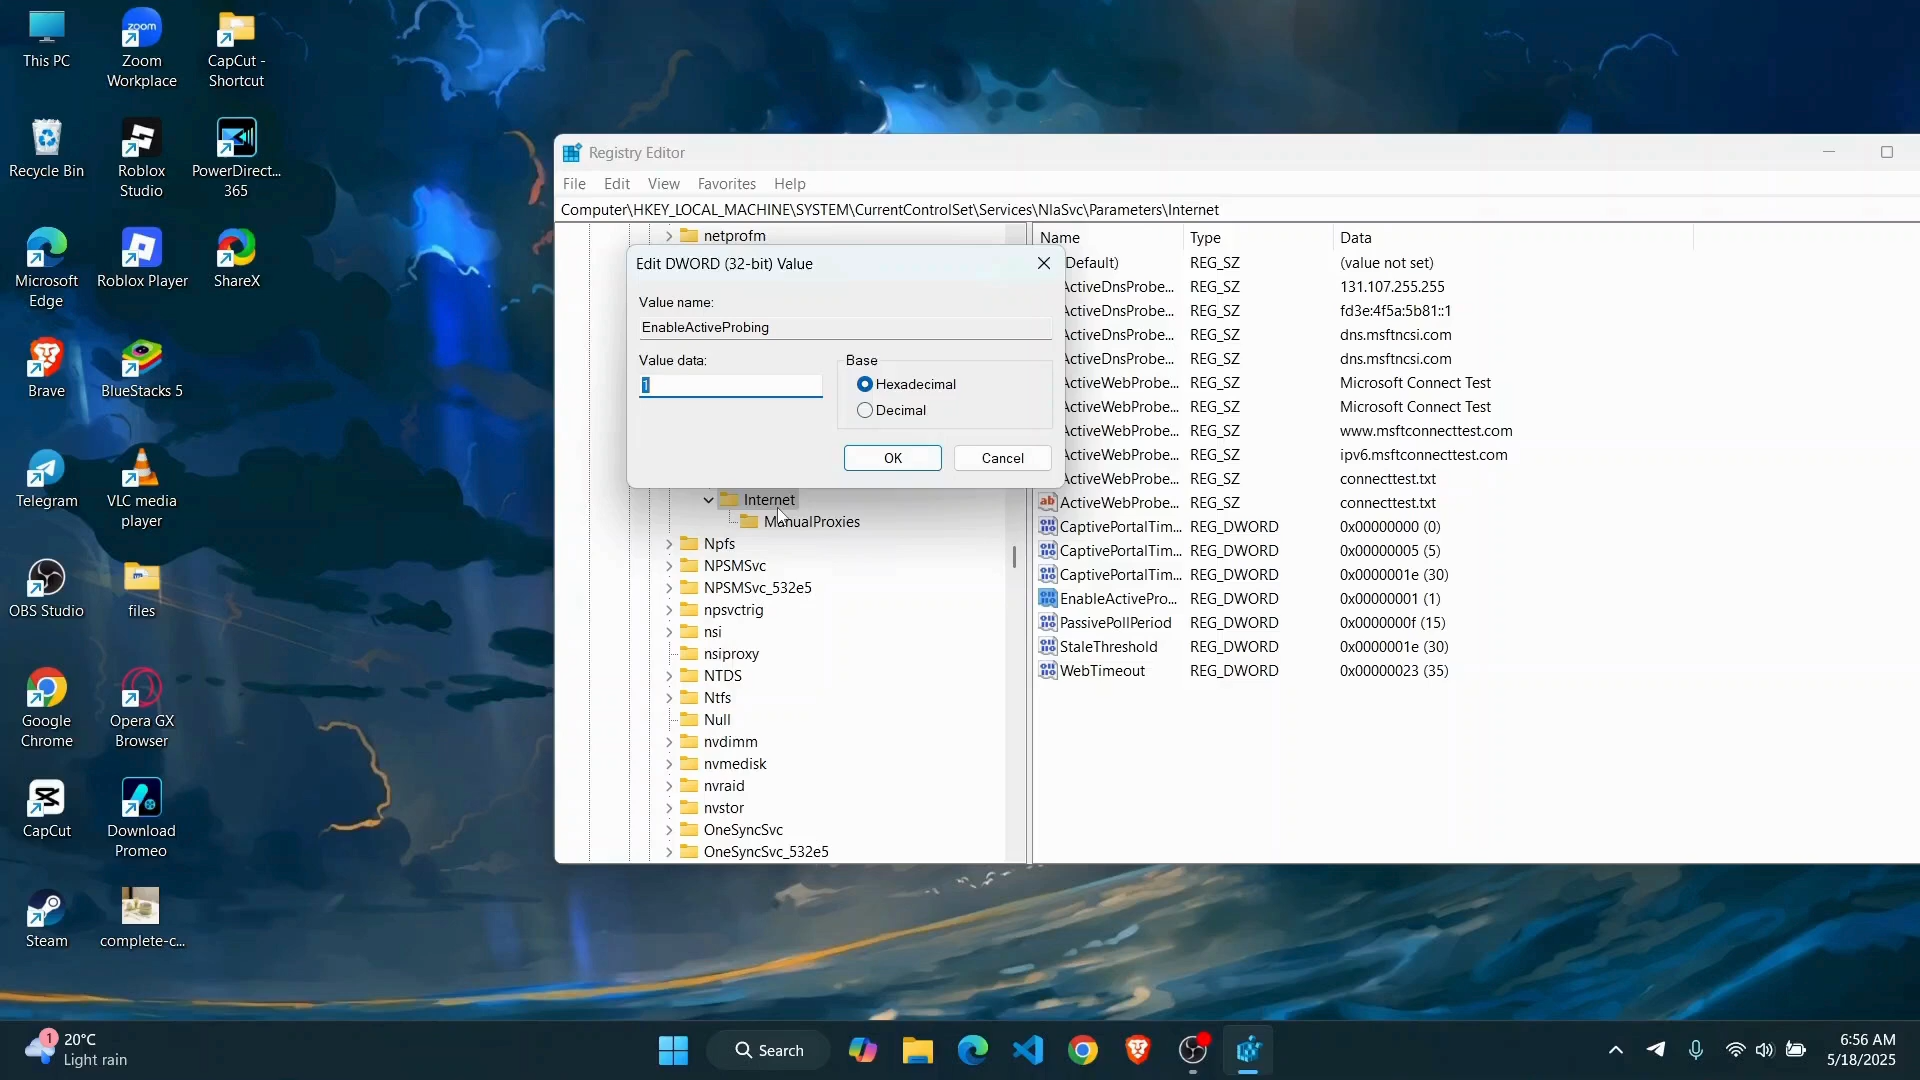 This PC
Zoom
Workplace
CapCut -
Shortcut
Recycle Bin
Roblox
Studio
PowerDirect...
365
Microsoft
Edge
Roblox Player
ShareX
Brave
BlueStacks 5
Telegram
VLC media
player
OBS Studio
files
Google
Chrome
Opera GX
Browser
CapCut
Download
Promeo
Steam
complete-c...
zoom
Registry Editor
File Edit View Favorites Help
Computer\HKEY_LOCAL_MACHINE\SYSTEM\CurrentControlSet\Services\NlaSvc\Parameters\Internet
netprofm
Edit DWORD (32-bit) Value
Value name:
EnableActiveProbing
Value data:
1
Base
Hexadecimal
Decimal
OK
Cancel
Internet
ManualProxies
Npfs
NPSMSvc
NPSMSvc_532e5
npsvctrig
nsi
nsiproxy
NTDS
Ntfs
Null
nvdimm
nvmedisk
nvraid
nvstor
OneSyncSvc
OneSyncSvc_532e5
Name Type Data
(Default) REG_SZ (value not set)
ActiveDnsProbe... REG_SZ 131.107.255.255
ActiveDnsProbe... REG_SZ fd3e:4f5a:5b81::1
ActiveDnsProbe... REG_SZ dns.msftncsi.com
ActiveDnsProbe... REG_SZ dns.msftncsi.com
ActiveWebProbe... REG_SZ Microsoft Connect Test
ActiveWebProbe... REG_SZ Microsoft Connect Test
ActiveWebProbe... REG_SZ www.msftconnecttest.com
ActiveWebProbe... REG_SZ ipv6.msftconnecttest.com
ActiveWebProbe... REG_SZ connecttest.txt
ab ActiveWebProbe... REG_SZ connecttest.txt
CaptivePortalTim... REG_DWORD 0x00000000 (0)
CaptivePortalTim... REG_DWORD 0x00000005 (5)
CaptivePortalTim... REG_DWORD 0x0000001e (30)
EnableActivePro... REG_DWORD 0x00000001 (1)
PassivePollPeriod REG_DWORD 0x0000000f (15)
StaleThreshold REG_DWORD 0x0000001e (30)
WebTimeout REG_DWORD 0x00000023 (35)
1
20°C
Light rain
Search
6:56 AM
5/18/2025